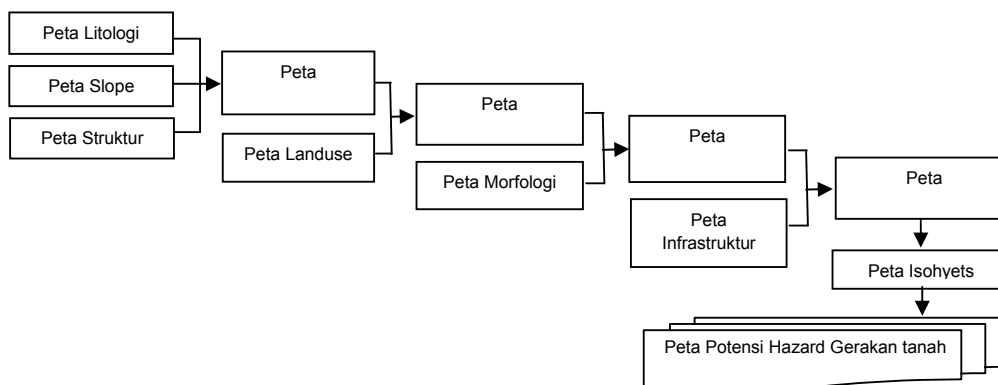 Peta Litologi
Peta Slope
Peta Struktur
Peta
Peta Landuse
Peta
Peta Morfologi
Peta
Peta
Infrastruktur
Peta
Peta Isohyets
Peta Potensi Hazard Gerakan tanah